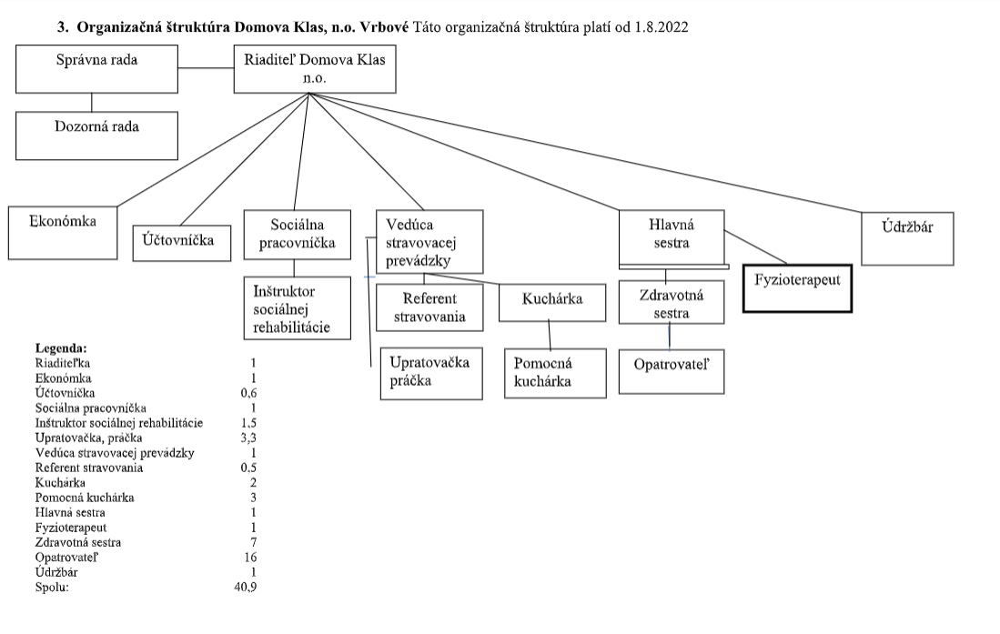 3. Organizačná štruktúra Domova Klas, n.o. Vrbové Táto organizačná štruktúra platí od 1.8.2022
Správna rada
Riaditeľ Domova Klas
n.o.
Dozorná rada
Ekonómka
Účtovníčka
Sociálna
pracovníčka
Vedúca
stravovacej
prevádzky
Hlavná
sestra
Údržbár
Fyzioterapeut
Inštruktor
sociálnej
rehabilitácie
Referent
stravovania
Kuchárka
Zdravotná
sestra
Upratovačka
práčka
Pomocná
kuchárka
Opatrovateľ
Legenda:
Riaditeľka 1
Ekonómka 1
Účtovníčka 0,6
Sociálna pracovníčka 1
Inštruktor sociálnej rehabilitácie 1,5
Upratovačka, práčka 3,3
Vedúca stravovacej prevádzky 1
Referent stravovania 0,5
Kuchárka 2
Pomocná kuchárka 3
Hlavná sestra 1
Fyzioterapeut 1
Zdravotná sestra 7
Opatrovateľ 16
Údržbár 1
Spolu: 40,9